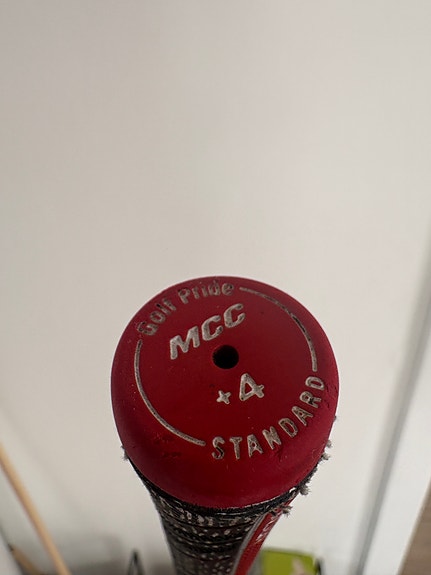 Golf Pride
MCC
+4
STANDARD